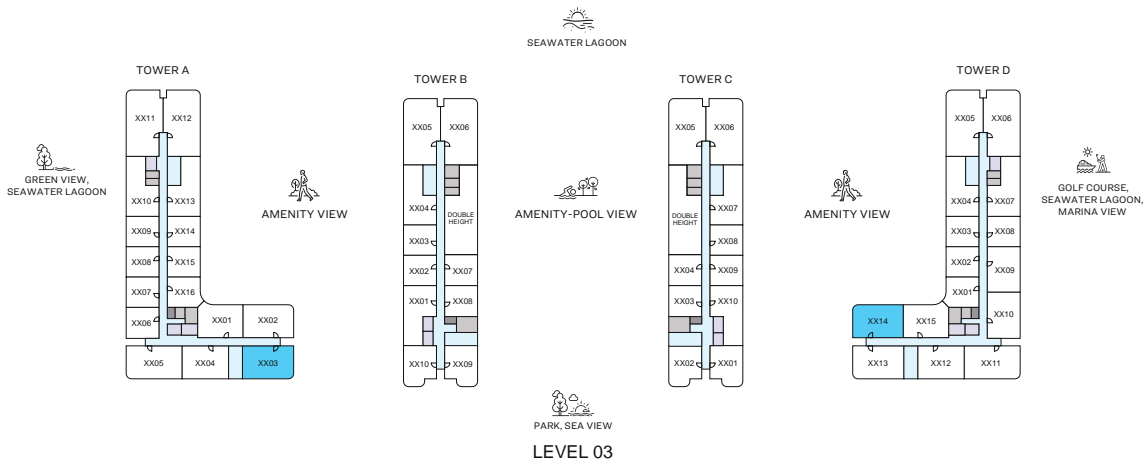 SEAWATER LAGOON
TOWER A
TOWER B
TOWER C
TOWER D
XX11
XX12
XX10
XX13
XX09
XX14
XX08
XX15
XX07
XX16
XX06
XX01
XX02
XX05
XX04
XX03
GREEN VIEW,
SEAWATER LAGOON
AMENITY VIEW
XX05
XX06
XX04
DOUBLE
HEIGHT
XX03
XX02
XX07
XX01
XX08
XX10
XX09
AMENITY-POOL VIEW
XX05
XX06
XX07
DOUBLE
HEIGHT
XX08
XX04
XX09
XX03
XX10
XX02
XX01
AMENITY VIEW
XX05
XX06
XX04
XX07
XX03
XX08
XX02
XX09
XX01
XX10
XX14
XX15
XX13
XX12
XX11
GOLF COURSE,
SEAWATER LAGOON,
MARINA VIEW
PARK, SEA VIEW
LEVEL 03